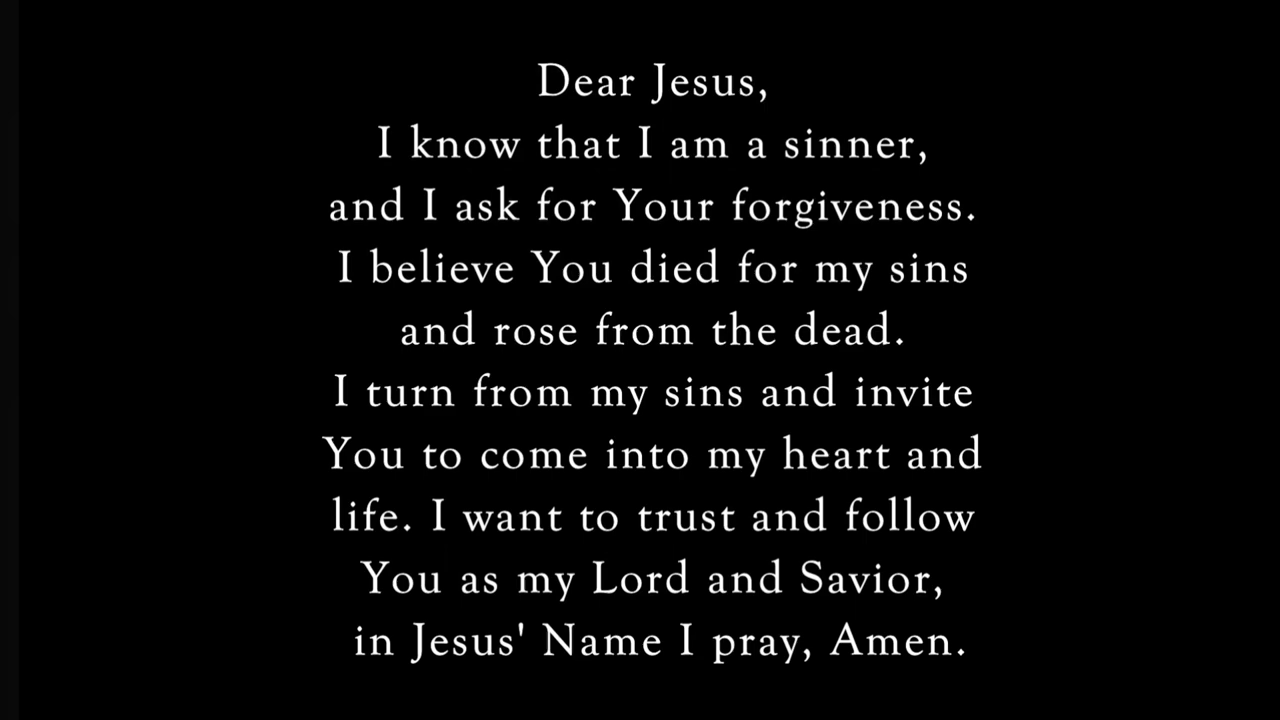 Dear Jesus,
I know that I am a sinner,
and I ask for Your forgiveness.
I believe You died for my sins
and rose from the dead.
I turn from my sins and invite
You to come into my heart and
life. I want to trust and follow
You as my Lord and Savior,
in Jesus' Name I pray, Amen.